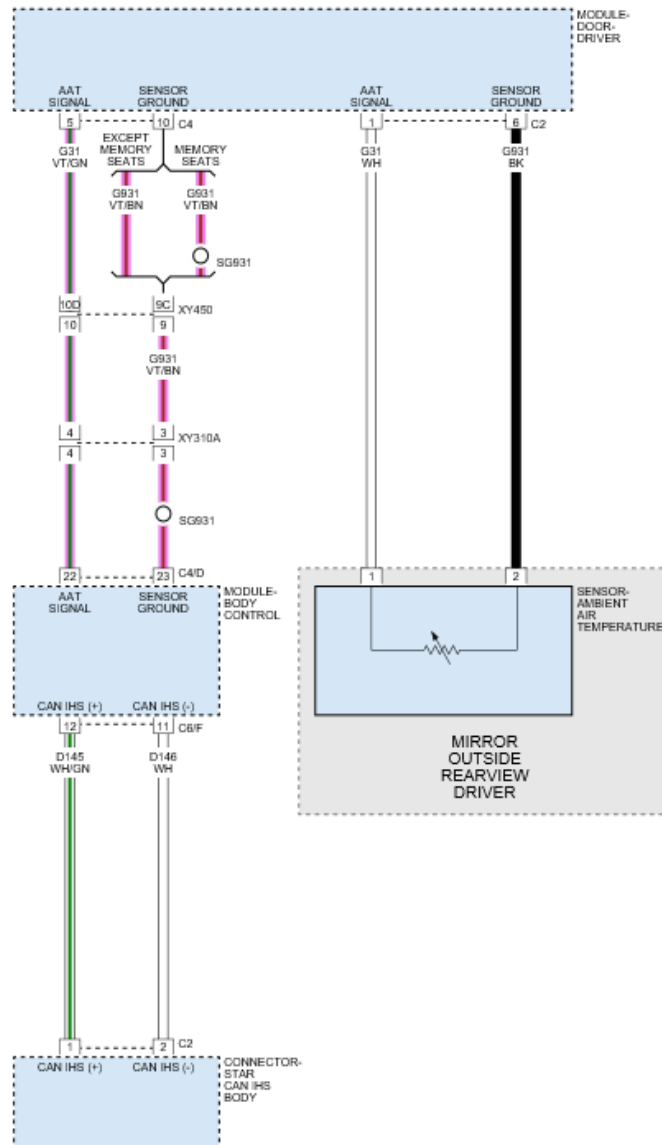 MODULE-
DOOR-
DRIVER
AAT
SIGNAL
SENSOR
GROUND
AAT
SIGNAL
SENSOR
GROUND
5
10
C4
1
6
C2
G31
VT/GN
EXCEPT
MEMORY
SEATS
MEMORY
SEATS
G31
WH
G931
BK
G931
VT/BN
G931
VT/BN
SG931
10D
9C
XY450
10
9
G931
VT/BN
4
3
XY310A
4
3
SG931
22
23
C4/D
1
2
AAT
SIGNAL
SENSOR
GROUND
MODULE-
BODY
CONTROL
SENSOR-
AMBIENT
AIR
TEMPERATURE
CAN IHS (+)
CAN IHS (-)
12
11
C6/F
MIRROR
OUTSIDE
REARVIEW
DRIVER
D145
WH/GN
D146
WH
1
2
C2
CAN IHS (+)
CAN IHS (-)
CONNECTOR-
STAR
CAN IHS
BODY